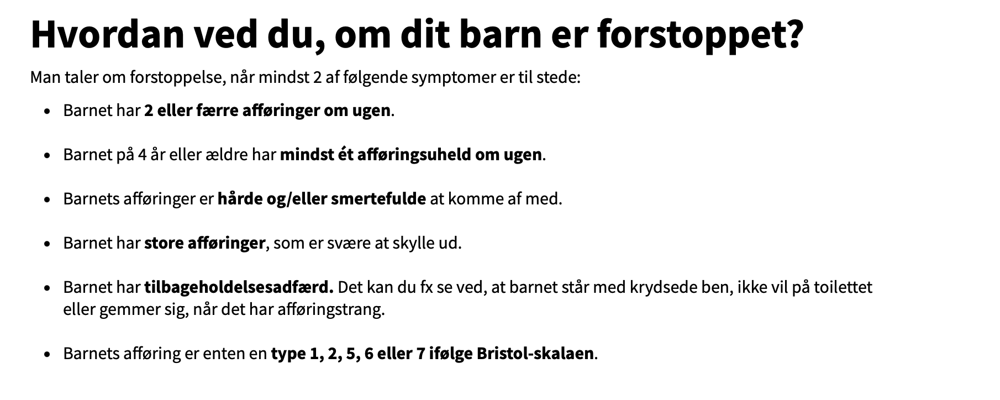 Hvordan ved du, om dit barn er forstoppet?
Man taler om forstoppelse, når mindst 2 af følgende symptomer er til stede:
• Barnet har 2 eller færre afføringer om ugen.
• Barnet på 4 år eller ældre har mindst ét afføringsuheld om ugen.
• Barnets afføringer er hårde og/eller smertefulde at komme af med.
• Barnet har store afføringer, som er svære at skylle ud.
• Barnet har tilbageholdelsesadfærd. Det kan du fx se ved, at barnet står med krydsede ben, ikke vil på toilettet
eller gemmer sig, når det har afføringstrang.
• Barnets afføring er enten en type 1, 2, 5, 6 eller 7 ifølge Bristol-skalaen.